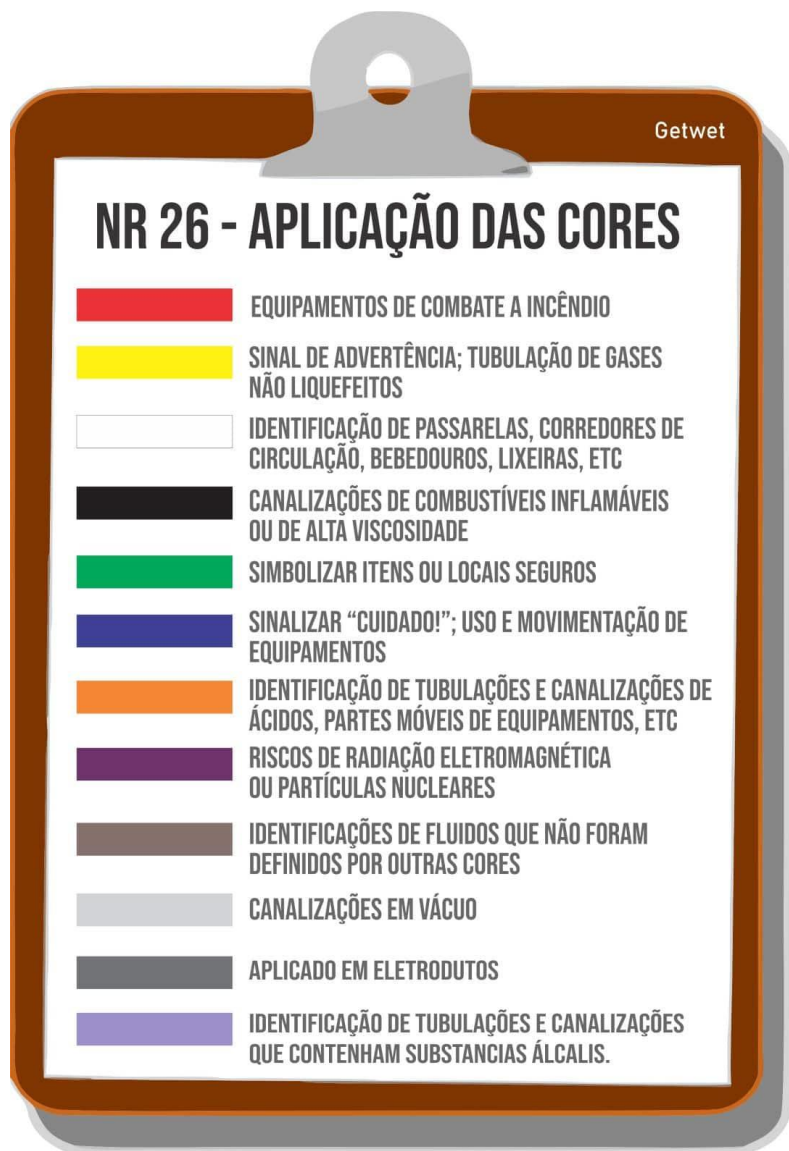 Getwet
NR 26 - APLICAÇÃO DAS CORES
EQUIPAMENTOS DE COMBATE A INCÊNDIO
SINAL DE ADVERTÊNCIA; TUBULAÇÃO DE GASES
NÃO LIQUEFEITOS
IDENTIFICAÇÃO DE PASSARELAS, CORREDORES DE
CIRCULAÇÃO, BEBEDOUROS, LIXEIRAS, ETC
CANALIZAÇÕES DE COMBUSTÍVEIS INFLAMÁVEIS
OU DE ALTA VISCOSIDADE
SIMBOLIZAR ITENS OU LOCAIS SEGUROS
SINALIZAR “CUIDADO!”; USO E MOVIMENTAÇÃO DE
EQUIPAMENTOS
IDENTIFICAÇÃO DE TUBULAÇÕES E CANALIZAÇÕES DE
ÁCIDOS, PARTES MÓVEIS DE EQUIPAMENTOS, ETC
RISCOS DE RADIAÇÃO ELETROMAGNÉTICA
OU PARTÍCULAS NUCLEARES
IDENTIFICAÇÕES DE FLUIDOS QUE NÃO FORAM
DEFINIDOS POR OUTRAS CORES
CANALIZAÇÕES EM VÁCUO
APLICADO EM ELETRODUTOS
IDENTIFICAÇÃO DE TUBULAÇÕES E CANALIZAÇÕES
QUE CONTENHAM SUBSTANCIAS ÁLCALIS.